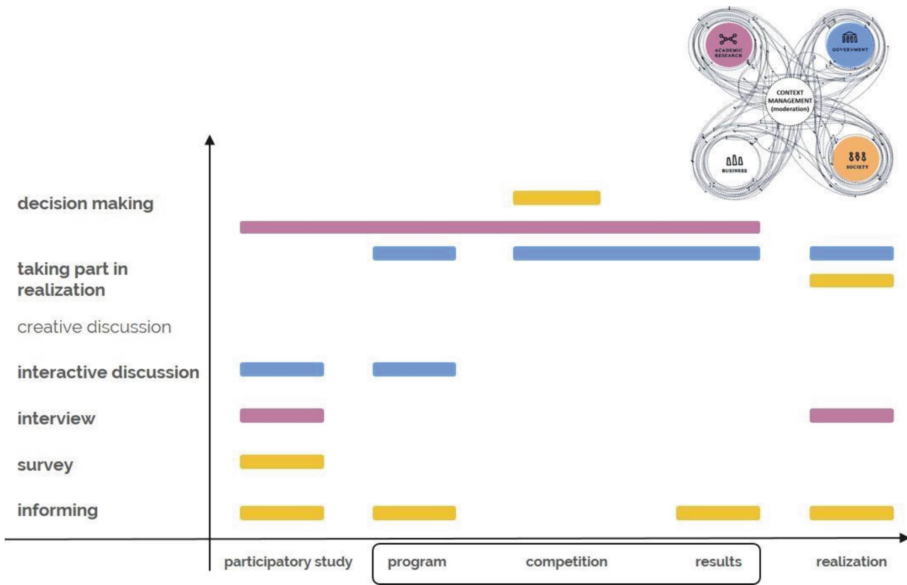 ACADEMIC
RESEARCH
GOVERNMENT
CONTEXT
MANAGEMENT
(moderation)
BUSINESS
SOCIETY
decision making
taking part in
realization
creative discussion
interactive discussion
interview
survey
informing
participatory study
program
competition
results
realization